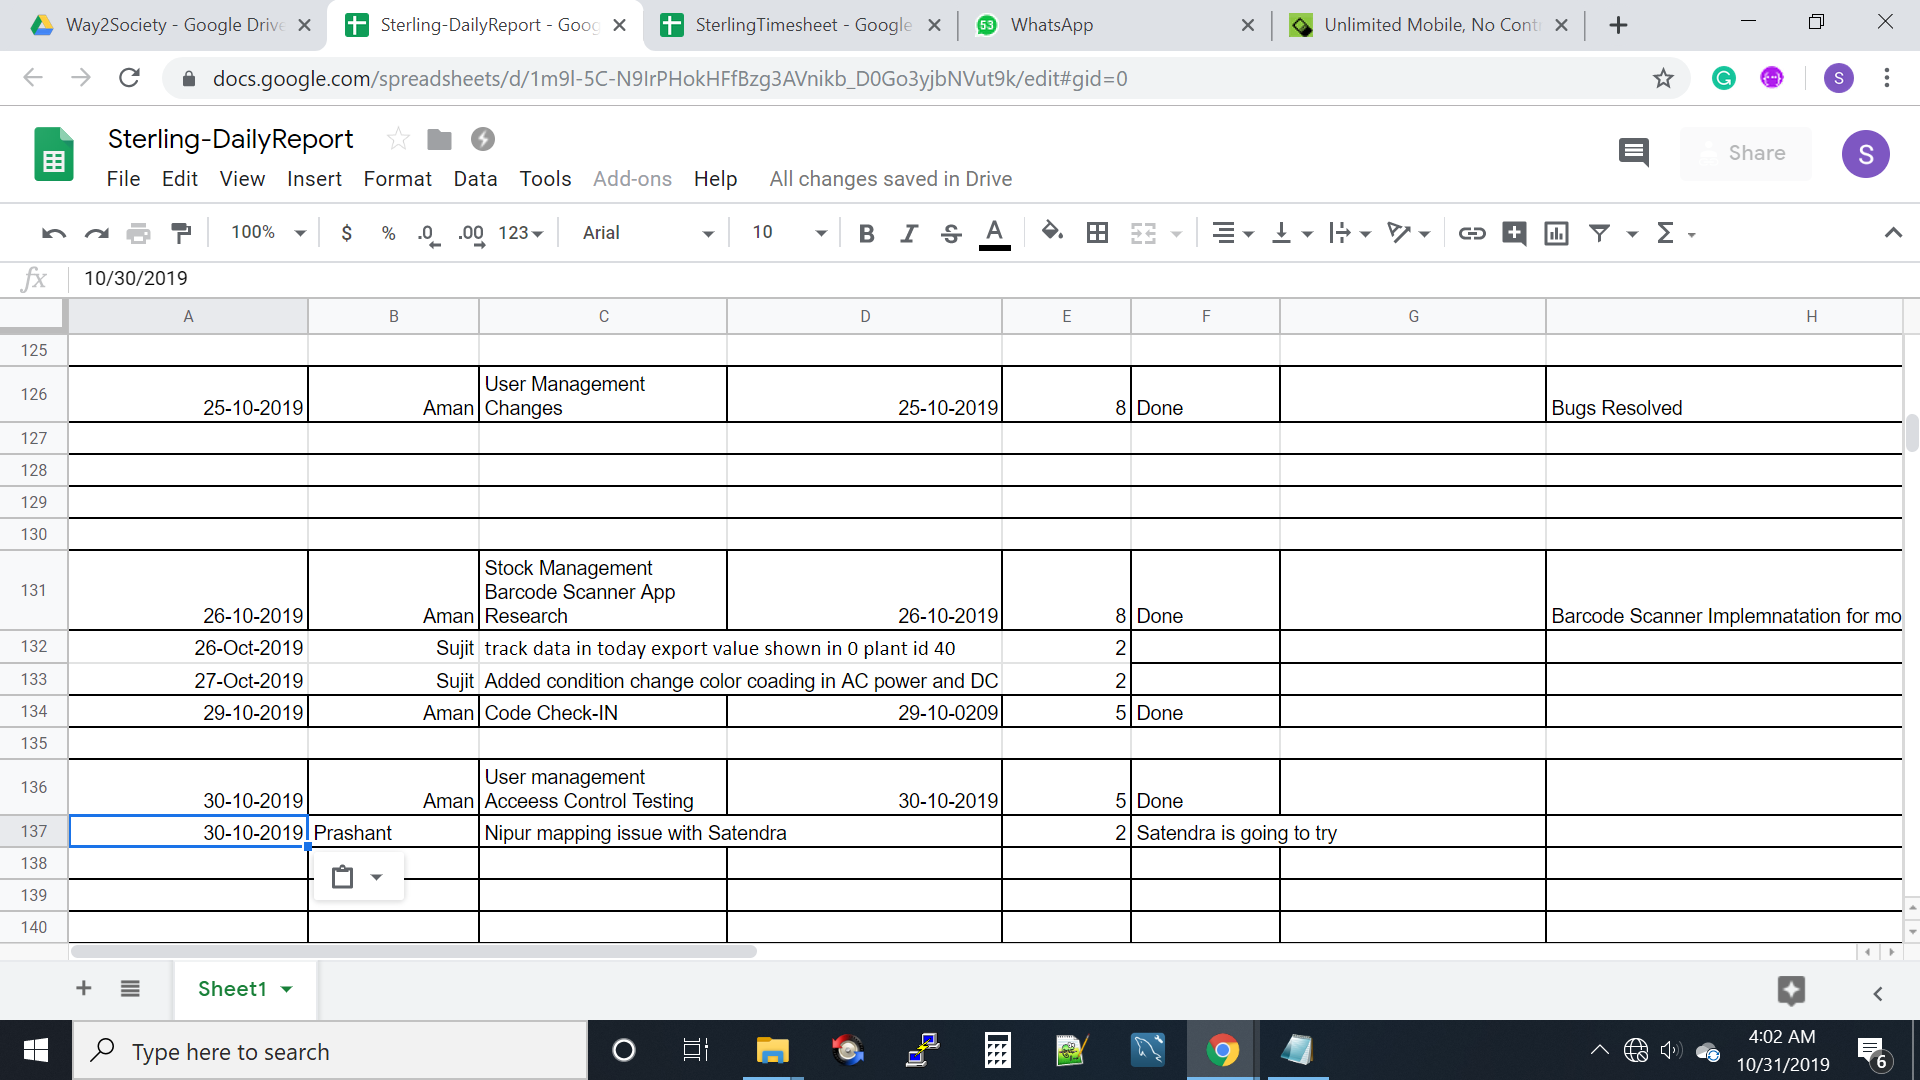 Way2Society - Google Drive
Sterling-DailyReport - Goog
SterlingTimesheet - Google
53
WhatsApp
Unlimited Mobile, No Cont
docs.google.com/spreadsheets/d/1m9l-5C-N9IrPHokHFfBzg3AVnikb_D0Go3yjbNVut9k/edit#gid=0
S
Sterling-DailyReport
Share
S
File Edit View Insert Format Data Tools Add-ons Help All changes saved in Drive
100% $ % .0 .00 123 Arial 10 B I S A Σ
fx 10/30/2019
A B C D E F G H
125
126 25-10-2019 Aman User Management
Changes 25-10-2019 8 Done Bugs Resolved
127
128
129
130
131 26-10-2019 Aman Stock Management
Barcode Scanner App
Research 26-10-2019 8 Done Barcode Scanner Implemnatation for mo
132 26-Oct-2019 Sujit track data in today export value shown in 0 plant id 40 2
133 27-Oct-2019 Sujit Added condition change color coading in AC power and DC 2
134 29-10-2019 Aman Code Check-IN 29-10-0209 5 Done
135
136 30-10-2019 Aman User management
Acceess Control Testing 30-10-2019 5 Done
137 30-10-2019 Prashant Nipur mapping issue with Satendra 2 Satendra is going to try
138
139
140
Sheet1
Type here to search
4:02 AM
10/31/2019
6